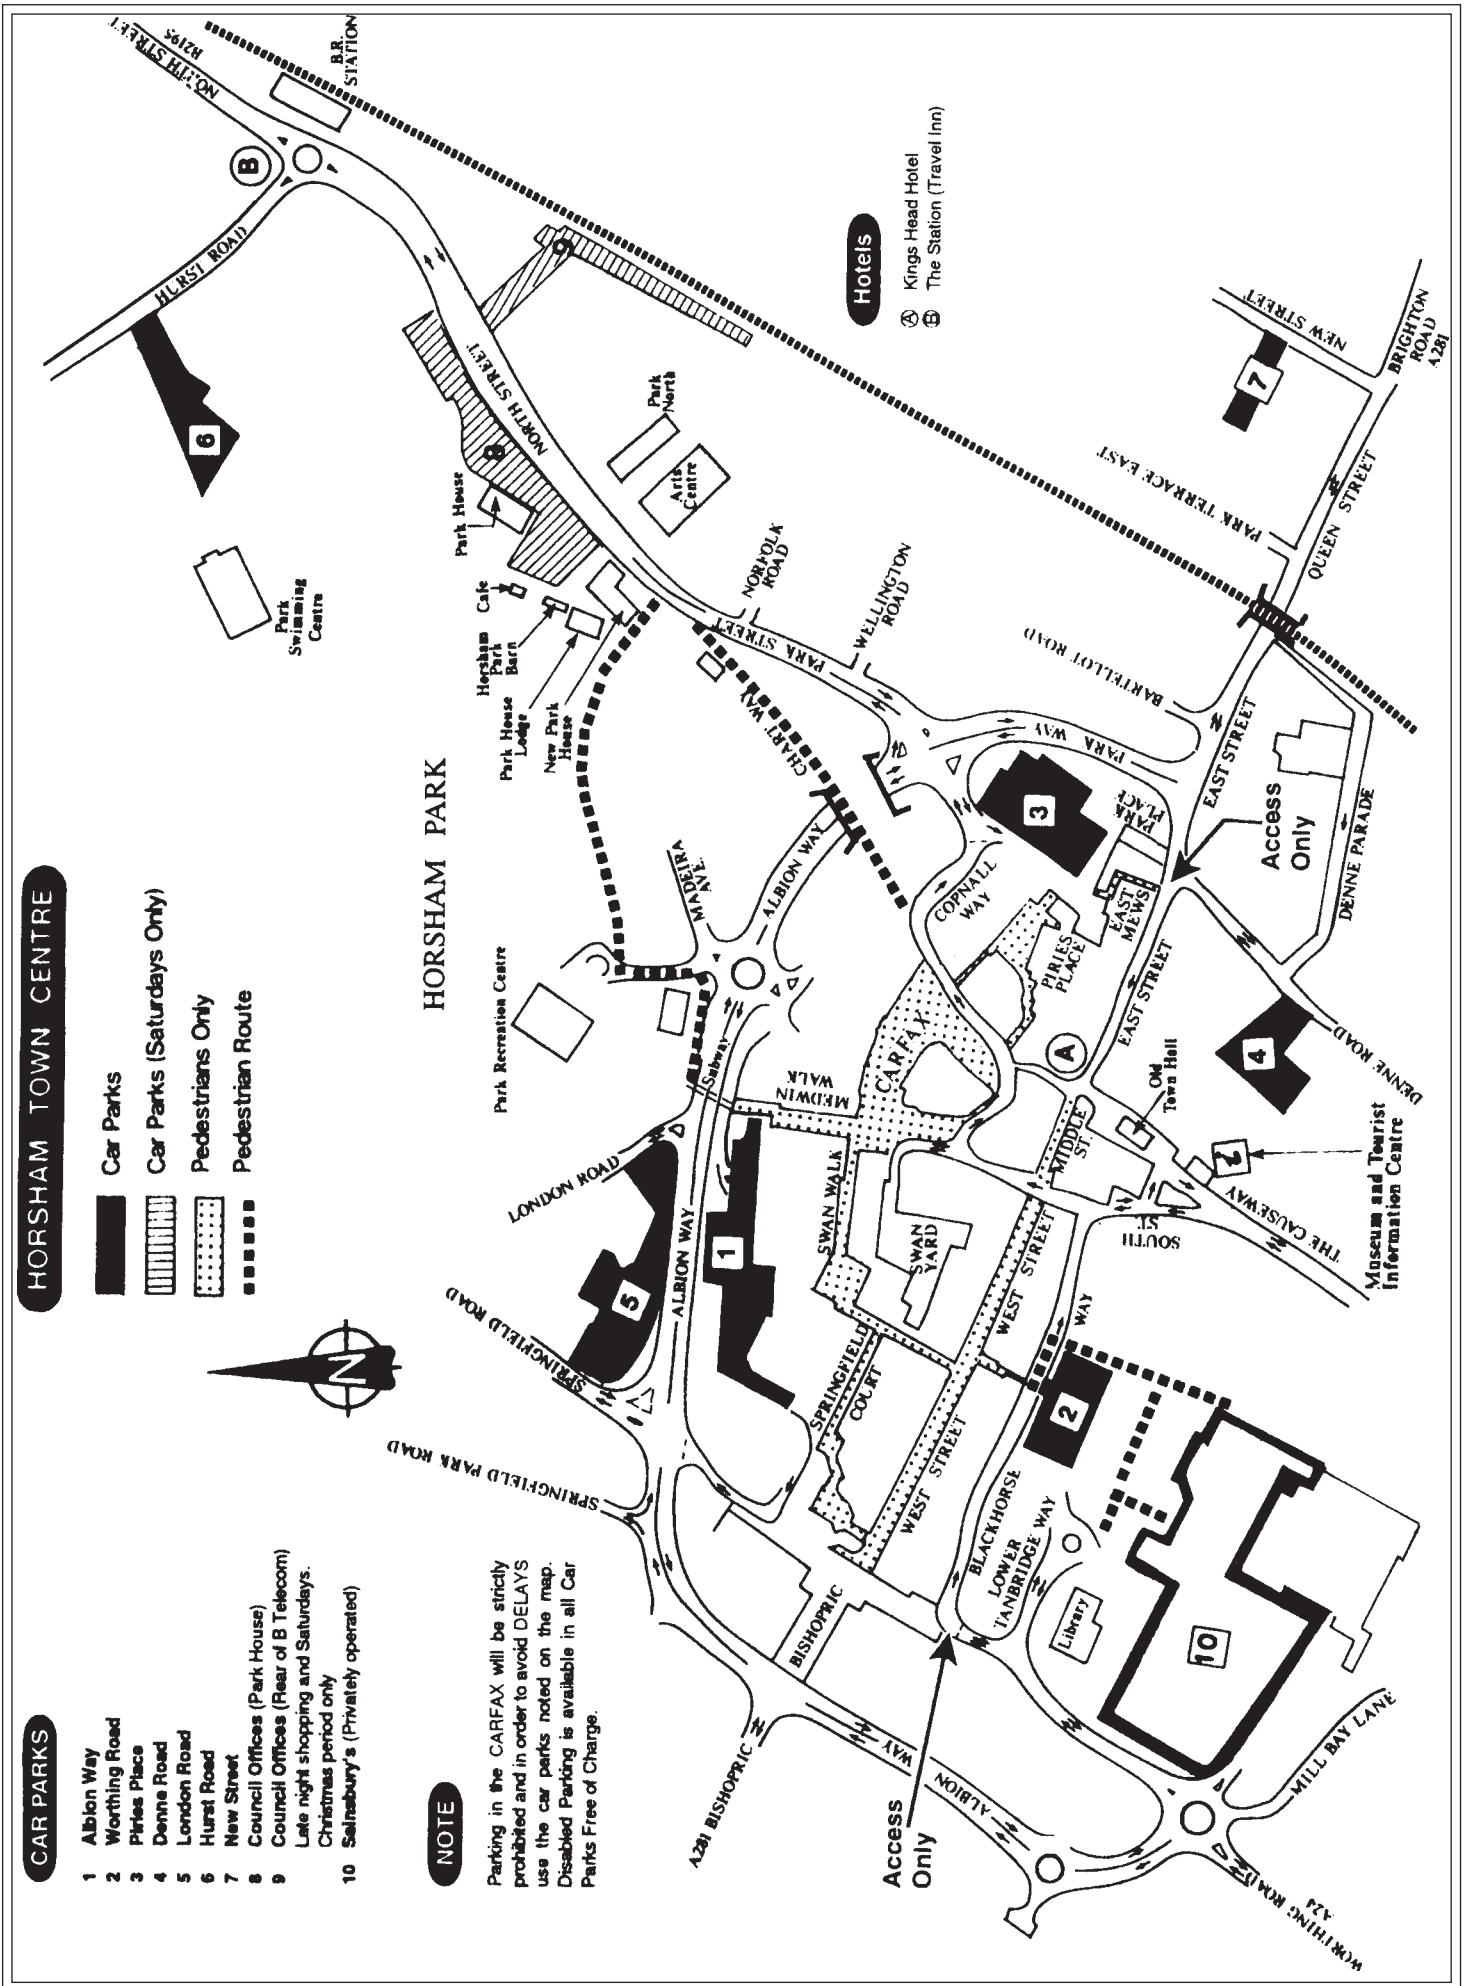 HORSHAM TOWN CENTRE
Car Parks
Car Parks (Saturdays Only)
Pedestrians Only
Pedestrian Route
CAR PARKS
1 Albion Way
2 Worthing Road
3 Piries Place
4 Denne Road
5 London Road
6 Hurst Road
7 New Street
8 Council Offices (Park House)
9 Council Offices (Rear of B Telecom)
Late night shopping and Saturdays.
Christmas period only
10 Sainsbury's (Privately operated)
NOTE
Parking in the CARFAX will be strictly
prohibited and in order to avoid DELAYS
use the car parks noted on the map.
Disabled Parking is available in all Car
Parks Free of Charge.
Hotels
A Kings Head Hotel
B The Station (Travel Inn)
N
HORSHAM PARK
NORTH STREET
B.R.
STATION
B
HURST ROAD
6
Park
Swimming
Centre
9
8
NORTH STREET
Park House
Cafe
Horsham
Park
Barn
Park House
Lodge
New Park
House
Park
North
Arts
Centre
NORFOLK
ROAD
PARK STREET
WELLINGTON
ROAD
CHART WAY
MADEIRA
AVE.
ALBION WAY
Park Recreation Centre
Subway
LONDON ROAD
SPRINGFIELD ROAD
SPRINGFIELD
5
ALBION WAY
1
SPRINGFIELD PARK ROAD
MEDWIN
WALK
CARFAX
SWAN WALK
SWAN
YARD
SPRINGFIELD
COURT
WEST STREET
WEST STREET
MIDDLE
ST.
COPNALL
WAY
3
PARK WAY
PARK
PLACE
EAST
MEWS
PIRIES
PLACE
A
EAST STREET
EAST STREET
BARTELLOT ROAD
PARK TERRACE EAST
QUEEN STREET
7
NEW STREET
BRIGHTON
ROAD
A281
Access
Only
DENNE PARADE
DENNE ROAD
4
Old
Town Hall
Museum and Tourist
Information Centre
THE CAUSEWAY
SOUTH
ST.
BLACKHORSE
WAY
2
LOWER
TANBRIDGE WAY
Library
10
BISHOPRIC
A281 BISHOPRIC
ALBION
WAY
Access
Only
MILL BAY LANE
WORTHING ROAD
A24